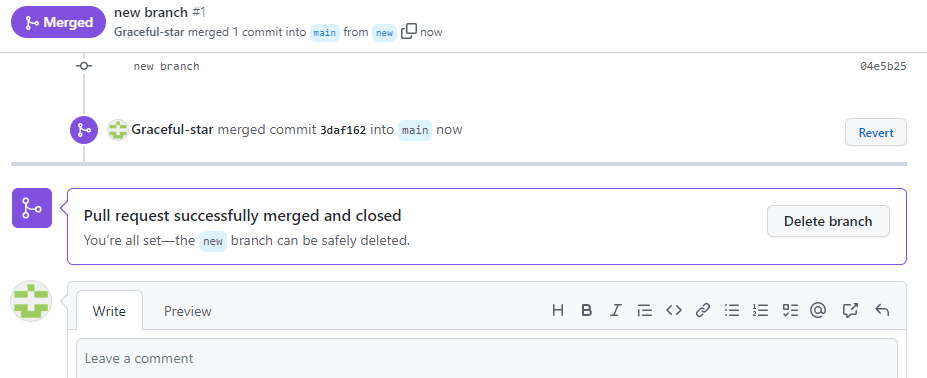 Merged
new branch #1
Graceful-star merged 1 commit into main from new now
new branch 04e5b25
Graceful-star merged commit 3daf162 into main now
Revert
Pull request successfully merged and closed
You're all set—the new branch can be safely deleted.
Delete branch
Write Preview
Leave a comment